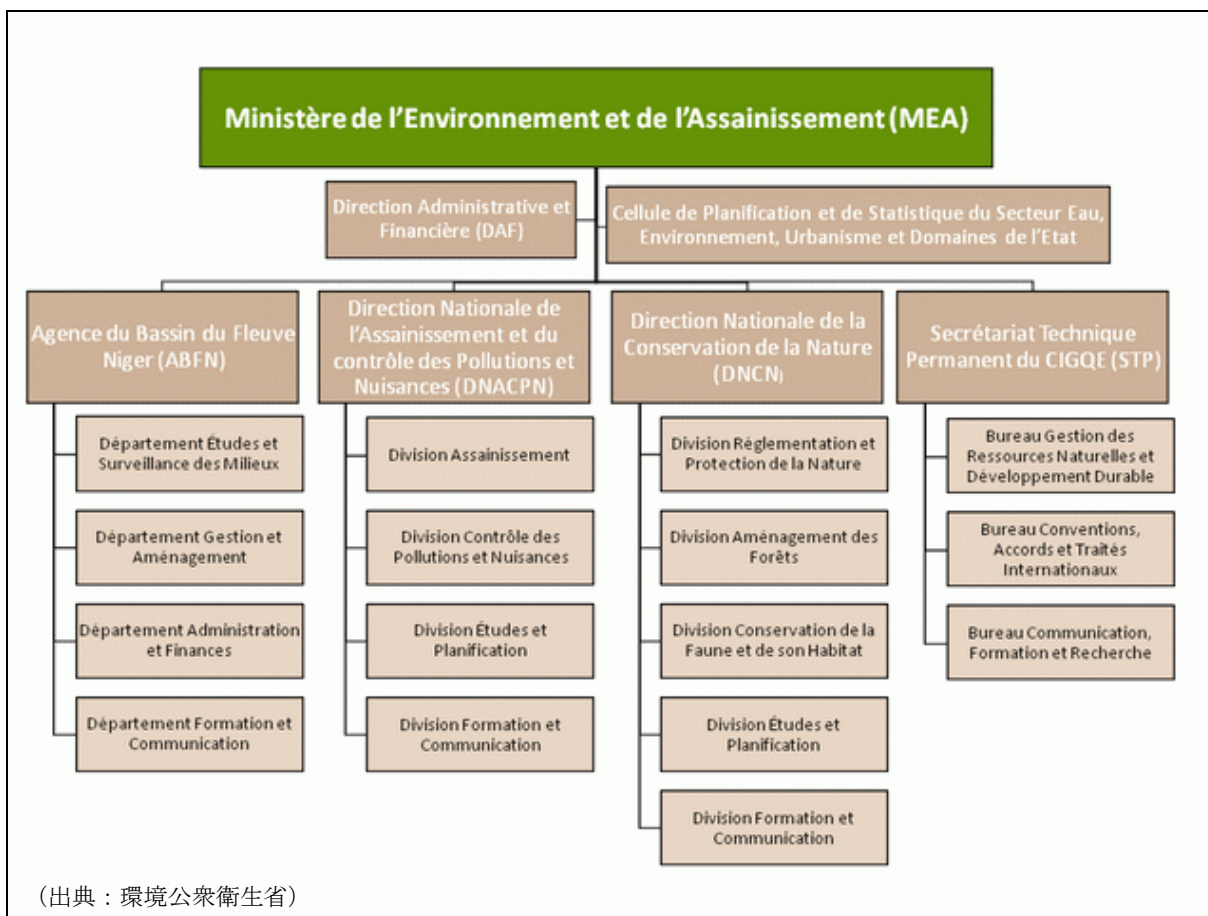 Ministère de l'Environnement et de l'Assainissement (MEA)
Direction Administrative et
Financière (DAF)
Cellule de Planification et de Statistique du Secteur Eau,
Environnement, Urbanisme et Domaines de l'Etat
Agence du Bassin du Fleuve
Niger (ABFN)
Département Études et
Surveillance des Milieux
Département Gestion et
Aménagement
Département Administration
et Finances
Département Formation et
Communication
Direction Nationale de
l'Assainissement et du
contrôle des Pollutions et
Nuisances (DNACPN)
Division Assainissement
Division Contrôle des
Pollutions et Nuisances
Division Études et
Planification
Division Formation et
Communication
Direction Nationale de la
Conservation de la Nature
(DNCN)
Division Réglementation et
Protection de la Nature
Division Aménagement des
Forêts
Division Conservation de la
Faune et de son Habitat
Division Études et
Planification
Division Formation et
Communication
Secrétariat Technique
Permanent du CIGQE (STP)
Bureau Gestion des
Ressources Naturelles et
Développement Durable
Bureau Conventions,
Accords et Traités
Internationaux
Bureau Communication,
Formation et Recherche
(出典：環境公衆衛生省)